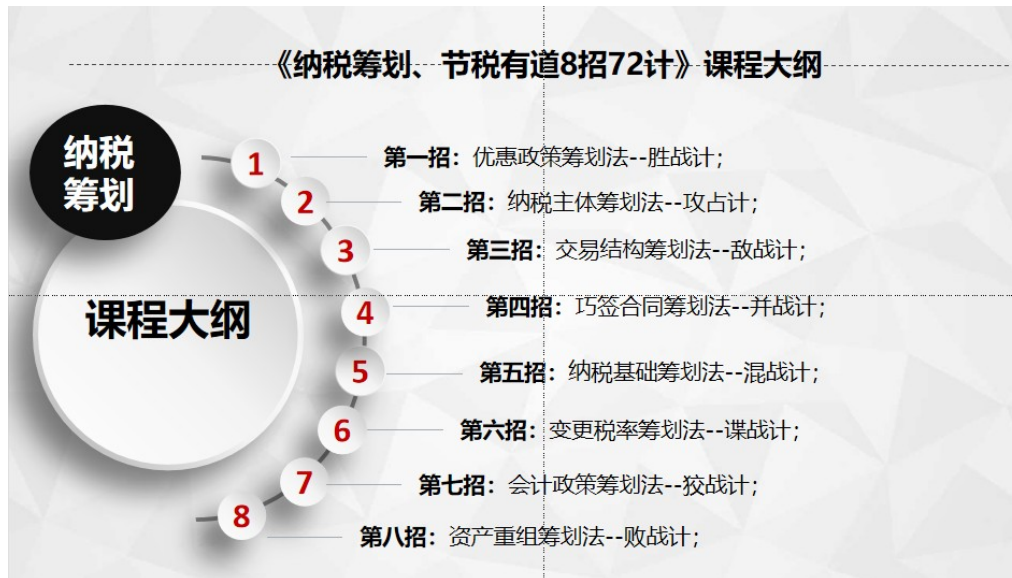 《纳税筹划、节税有道8招72计》课程大纲
纳税
筹划
课程大纲
1
第一招：优惠政策筹划法--胜战计；
2
第二招：纳税主体筹划法--攻占计；
3
第三招：交易结构筹划法--敌战计；
4
第四招：巧签合同筹划法--并战计；
5
第五招：纳税基础筹划法--混战计；
6
第六招：变更税率筹划法--谍战计；
7
第七招：会计政策筹划法--狡战计；
8
第八招：资产重组筹划法--败战计；